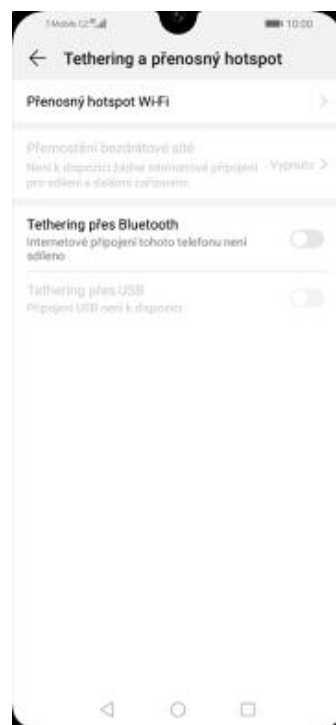 T-Mobile CZ 10:00
Tethering a přenosný hotspot
Přenosný hotspot Wi-Fi
Přemostění bezdrátové sítě
Není k dispozici žádné internetové připojení
pro sdílení s dalšími zařízeními
Vypnuto
Tethering přes Bluetooth
Internetové připojení tohoto telefonu není
sdíleno
Tethering přes USB
Připojení USB není k dispozici